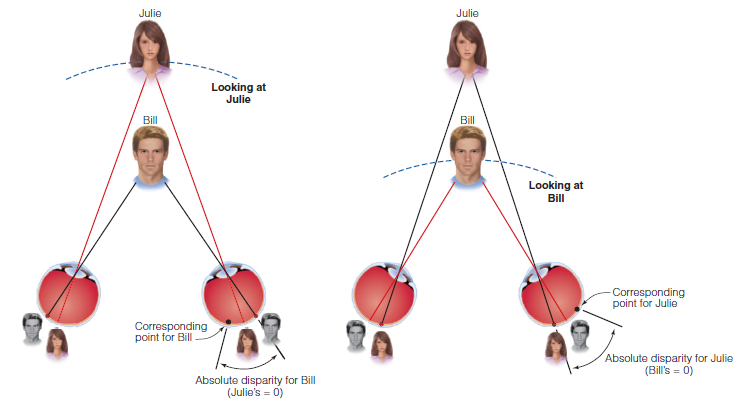 Julie
Looking at
Julie
Bill
Corresponding
point for Bill
Absolute disparity for Bill
(Julie's = 0)
Julie
Bill
Looking at
Bill
Corresponding
point for Julie
Absolute disparity for Julie
(Bill's = 0)